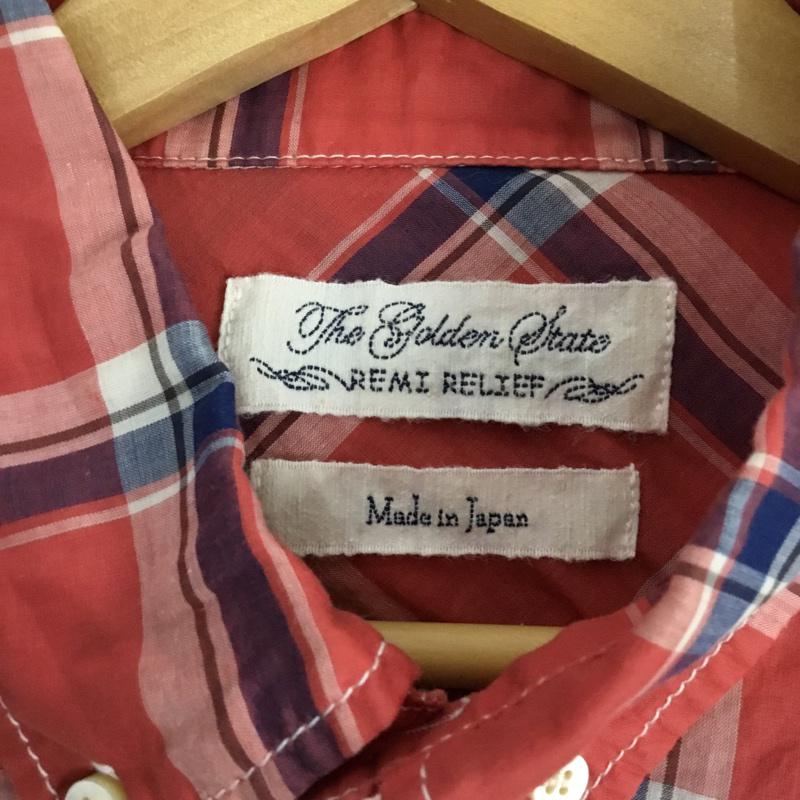 The Golden State
REMI RELIEF
Made in Japan